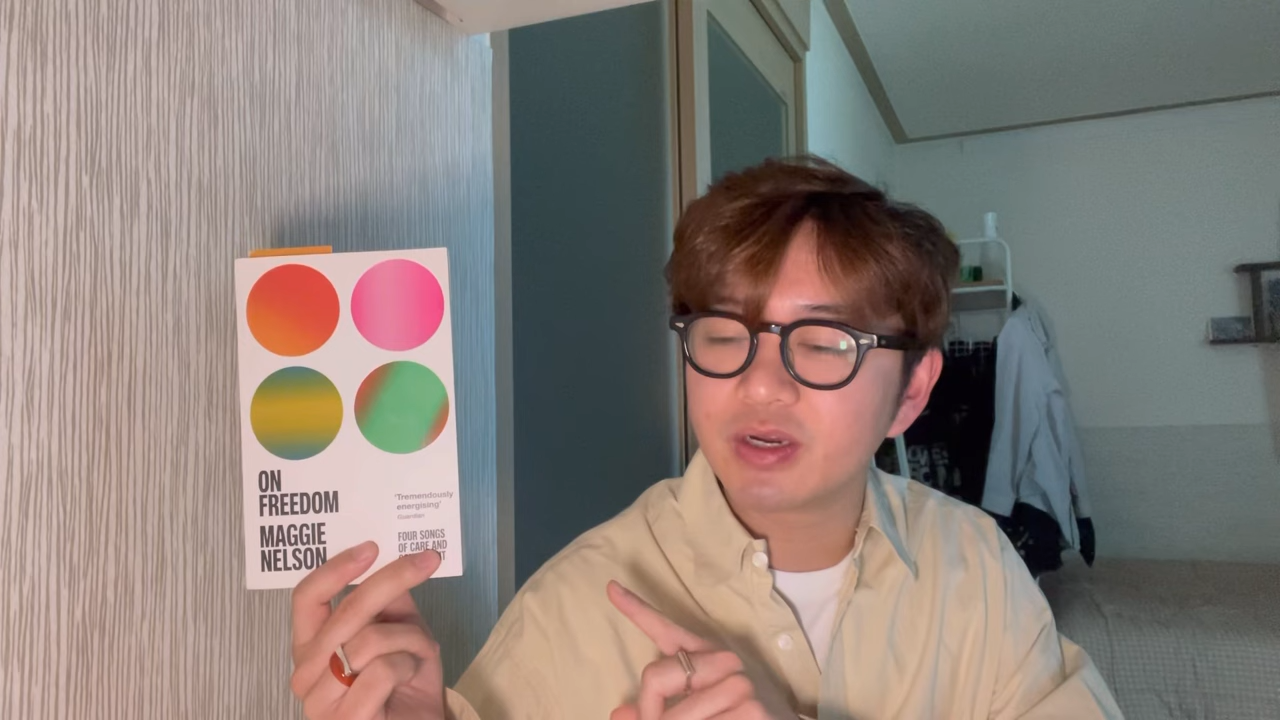 ON
FREEDOM
MAGGIE
NELSON
'Tremendously
energising'
Guardian
FOUR SONGS
OF CARE AND